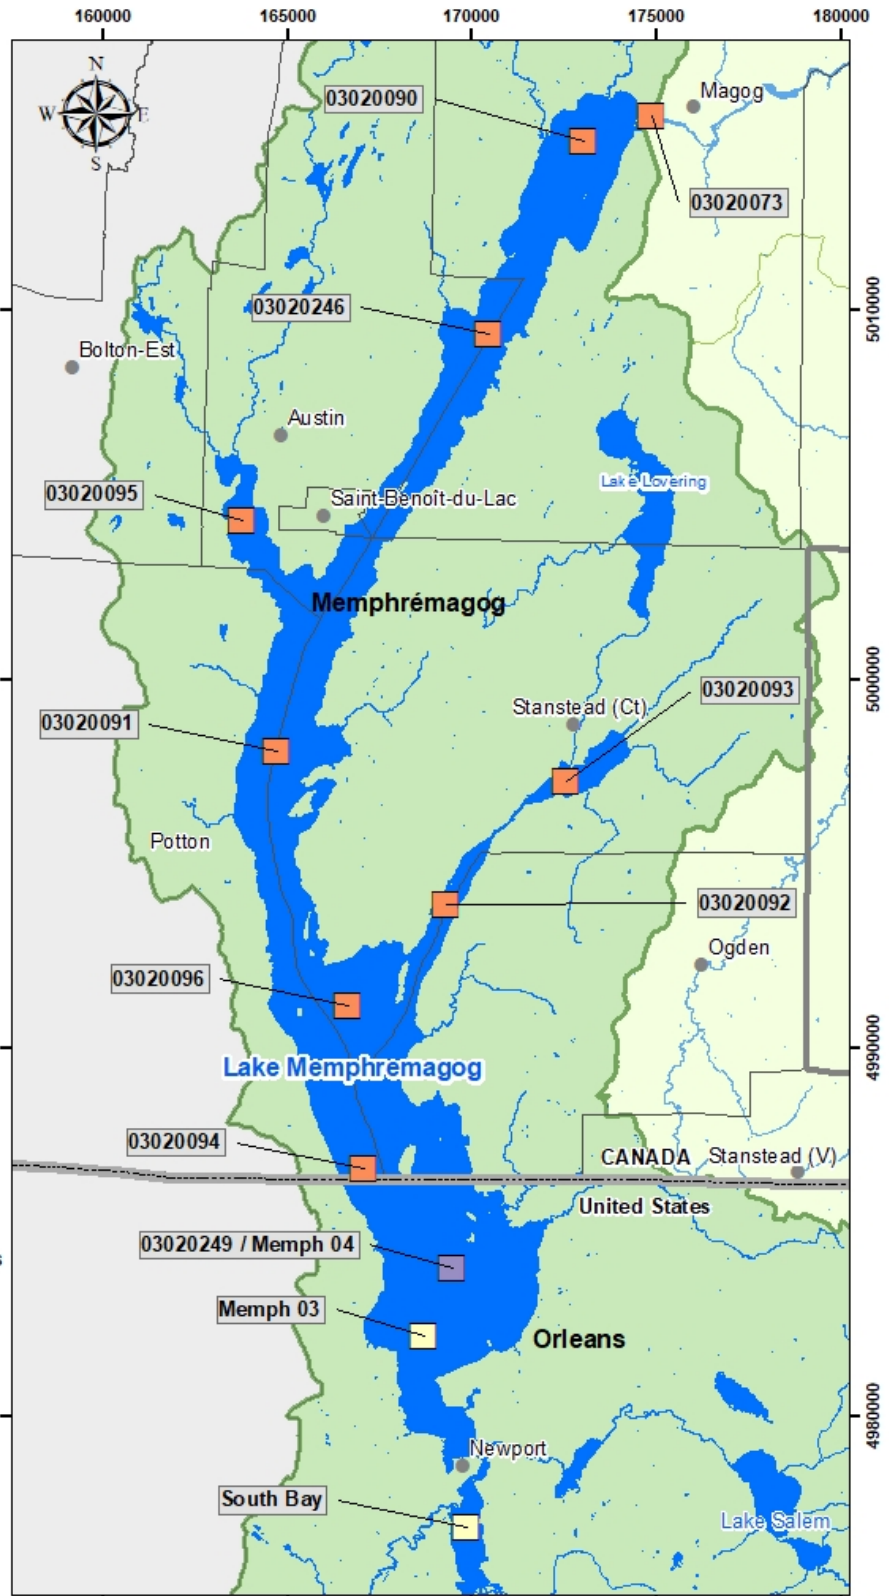 160000
165000
170000
175000
180000
N
W
E
S
03020090
Magog
03020073
03020246
5010000
Bolton-Est
Austin
Lake Lovering
03020095
Saint-Benoît-du-Lac
Memphrémagog
03020093
5000000
Stanstead (Ct)
03020091
Potton
03020092
Ogden
03020096
4990000
Lake Memphremagog
03020094
CANADA
Stanstead (V)
United States
03020249 / Memph 04
Memph 03
Orleans
4980000
Newport
South Bay
Lake Salem